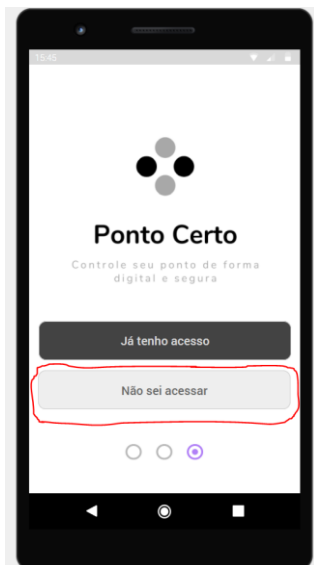 15:45
Ponto Certo
Controle seu ponto de forma
digital e segura
Já tenho acesso
Não sei acessar